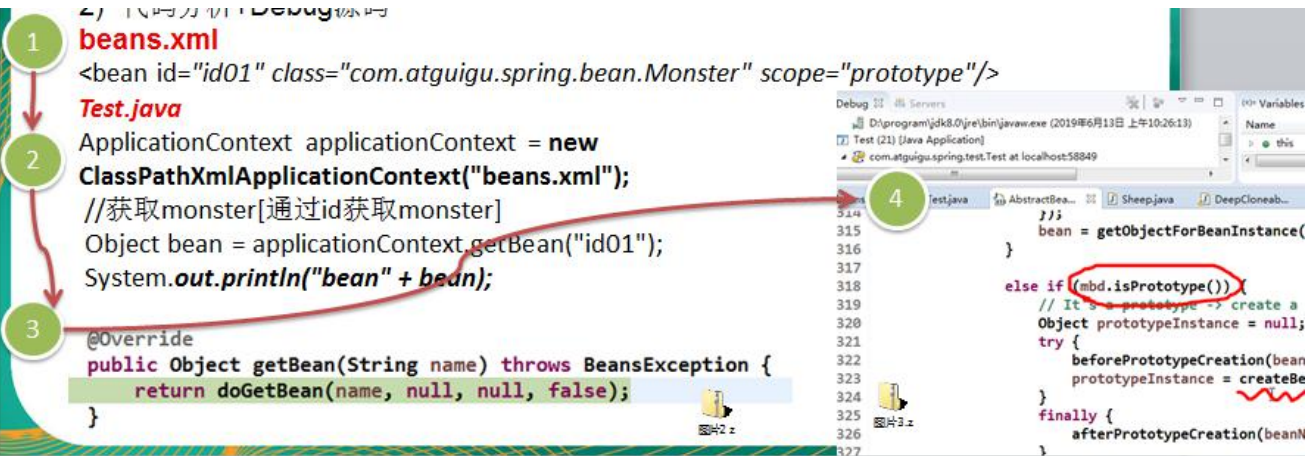 2) 代码分析+Debug源码
1
beans.xml
<bean id="id01" class="com.atguigu.spring.bean.Monster" scope="prototype"/>
Test.java
2
ApplicationContext applicationContext = new
ClassPathXmlApplicationContext("beans.xml");
//获取monster[通过id获取monster]
Object bean = applicationContext.getBean("id01");
System.out.println("bean" + bean);
3
@Override
public Object getBean(String name) throws BeansException {
return doGetBean(name, null, null, false);
}
图片2 z
Debug Servers
D:\program\jdk8.0\jre\bin\javaw.exe (2019年6月13日 上午10:26:13)
Test (21) [Java Application]
com.atguigu.spring.test.Test at localhost:58849
Variables
Name
this
4
Test.java AbstractBea... Sheep.java DeepCloneab...
314 });
315 bean = getObjectForBeanInstance(
316 }
317
318 else if (mbd.isPrototype()) {
319 // It's a prototype -> create a
320 Object prototypeInstance = null;
321 try {
322 beforePrototypeCreation(bean
323 prototypeInstance = createBe
324 }
325 finally {
326 afterPrototypeCreation(beanN
327 }
图片3.z